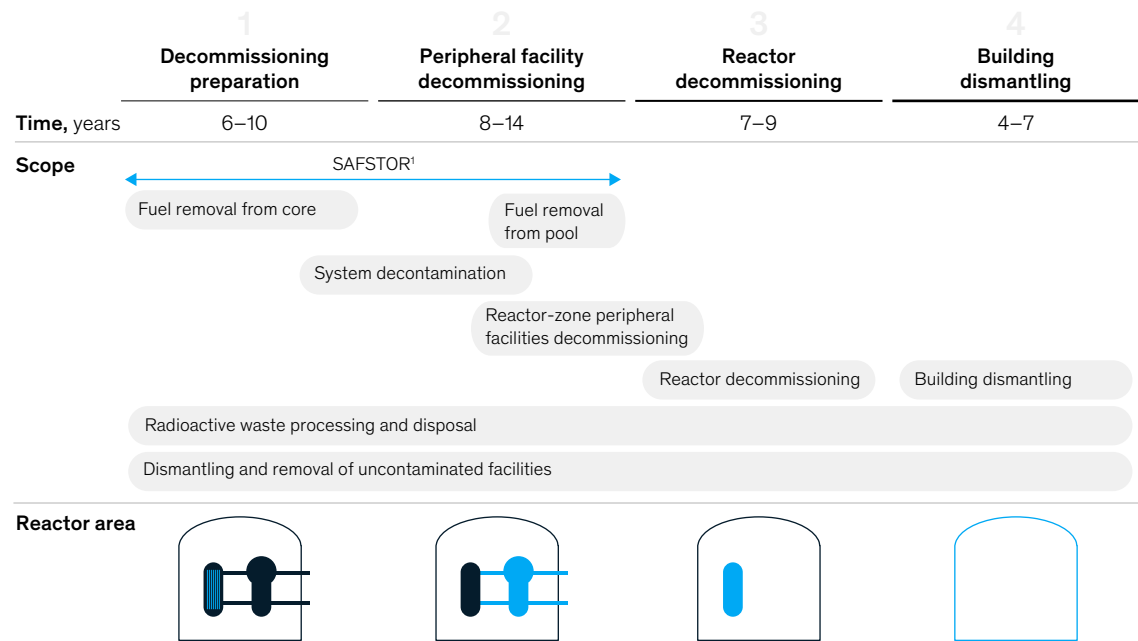 1
2
3
4
Decommissioning
preparation
Peripheral facility
decommissioning
Reactor
decommissioning
Building
dismantling
Time, years
6–10
8–14
7–9
4–7
Scope
SAFSTOR¹
Fuel removal from core
Fuel removal
from pool
System decontamination
Reactor-zone peripheral
facilities decommissioning
Reactor decommissioning
Building dismantling
Radioactive waste processing and disposal
Dismantling and removal of uncontaminated facilities
Reactor area